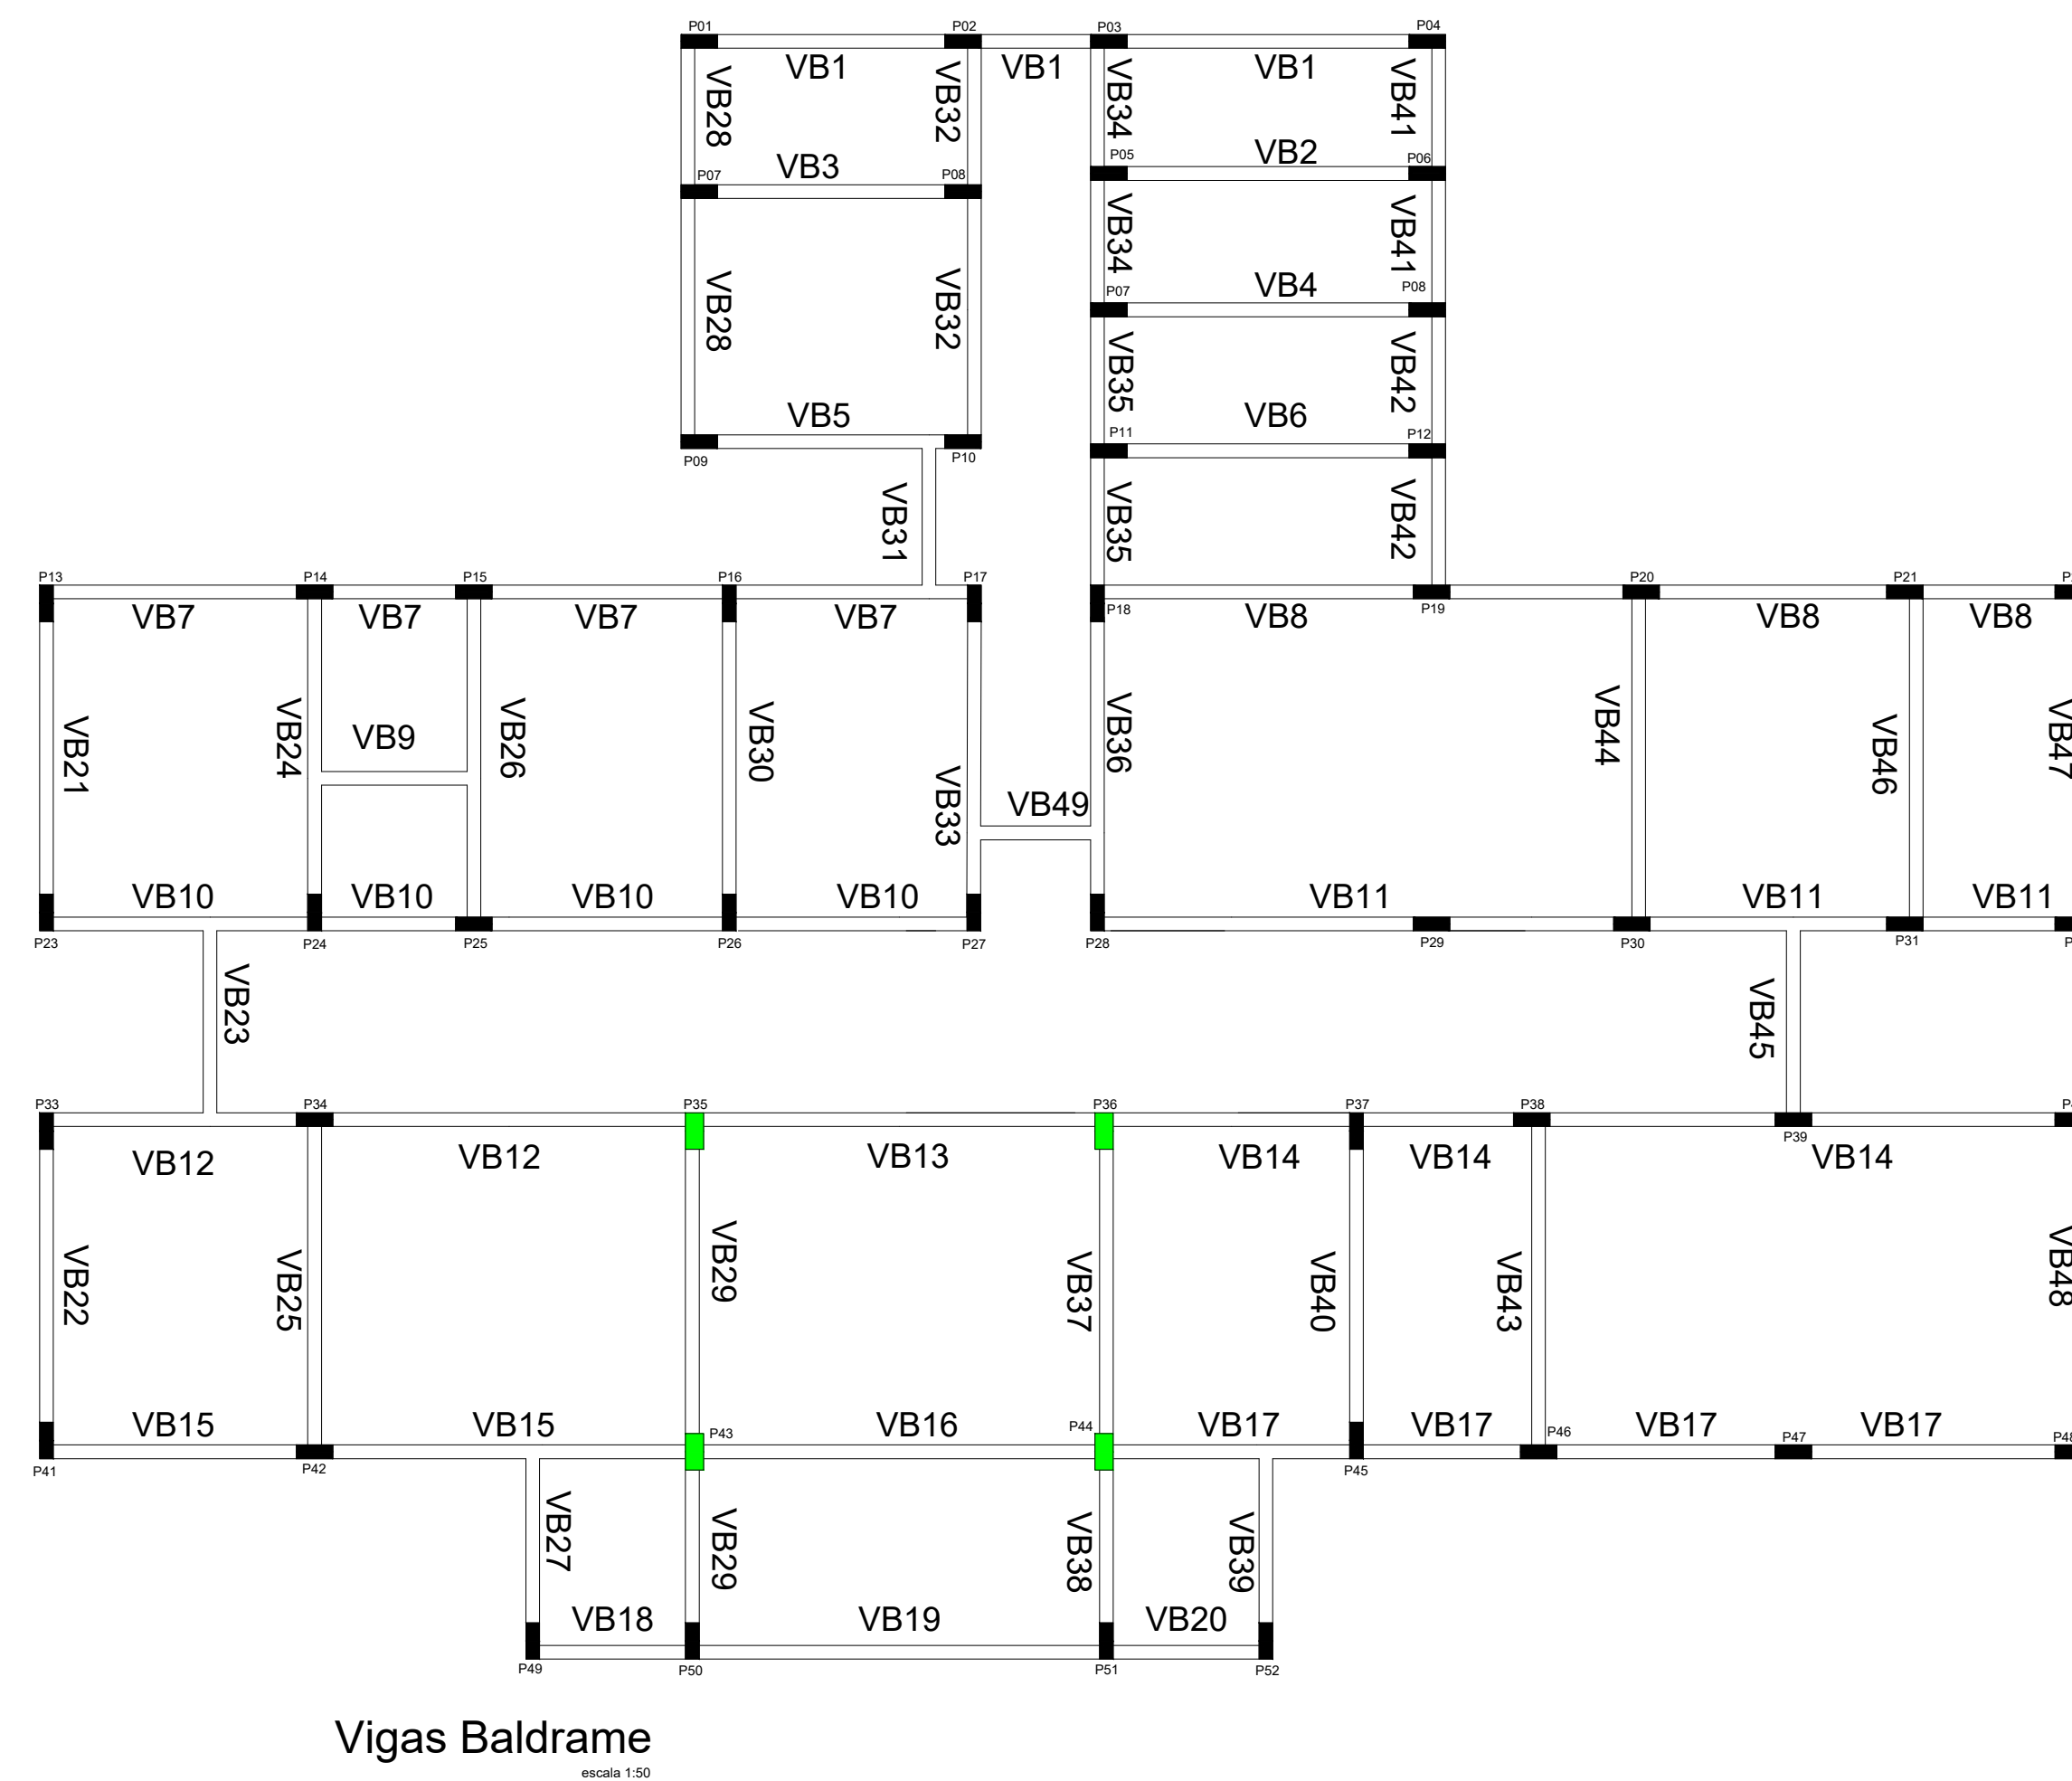 P01 P02 P03 P04
VB1 VB1 VB1
VB28 VB32 VB34 VB41
P05 VB2 P06
P07 VB3 P08
VB34 VB41
VB28 VB32
P07 VB4 P08
VB35 VB42
VB5 VB6
P11 P12
P09 P10
VB31 VB35 VB42
P13 P14 P15 P16 P17 P20 P21
P18 P19
VB7 VB7 VB7 VB7 VB8 VB8 VB8
VB21 VB24 VB9 VB26 VB30 VB33 VB36 VB44 VB46 VB47
VB49
VB10 VB10 VB10 VB10 VB11 VB11 VB11
P23 P24 P25 P26 P27 P28 P29 P30 P31
VB23 VB45
P33 P34 P35 P36 P37 P38
P39
VB12 VB12 VB13 VB14 VB14 VB14
VB22 VB25 VB29 VB37 VB40 VB43 VB48
VB15 VB15 VB16 VB17 VB17 VB17 VB17
P43 P44 P46 P47 P48
P41 P42 P45
VB27 VB29 VB38 VB39
VB18 VB19 VB20
P49 P50 P51 P52
Vigas Baldrame
escala 1:50